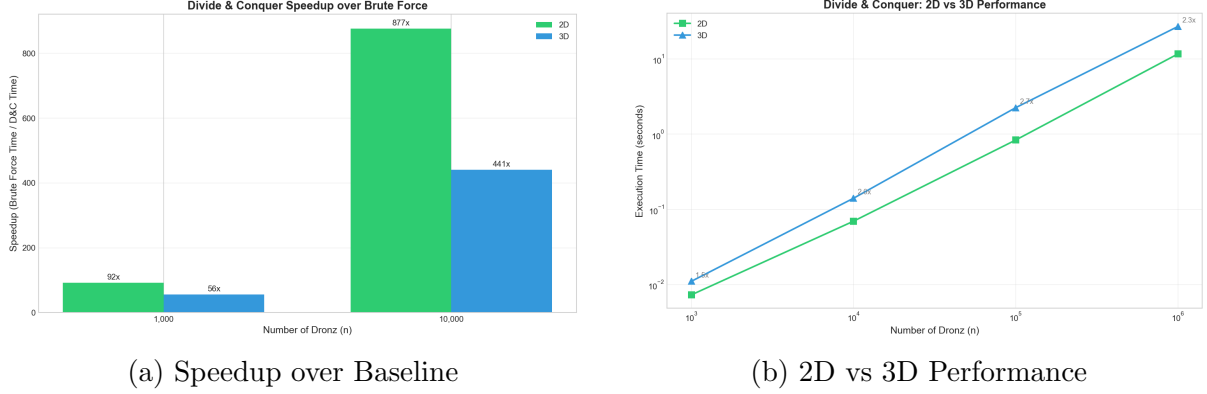 Divide & Conquer Speedup over Brute Force
2D
3D
877x
441x
92x
56x
800
600
400
200
0
Speedup (Brute Force Time / D&C Time)
1,000
10,000
Number of Dronz (n)
(a) Speedup over Baseline
Divide & Conquer: 2D vs 3D Performance
2D
3D
2.3x
2.7x
10¹
10⁰
10⁻¹
10⁻²
Execution Time (seconds)
10³
10⁴
10⁵
10⁶
Number of Dronz (n)
(b) 2D vs 3D Performance